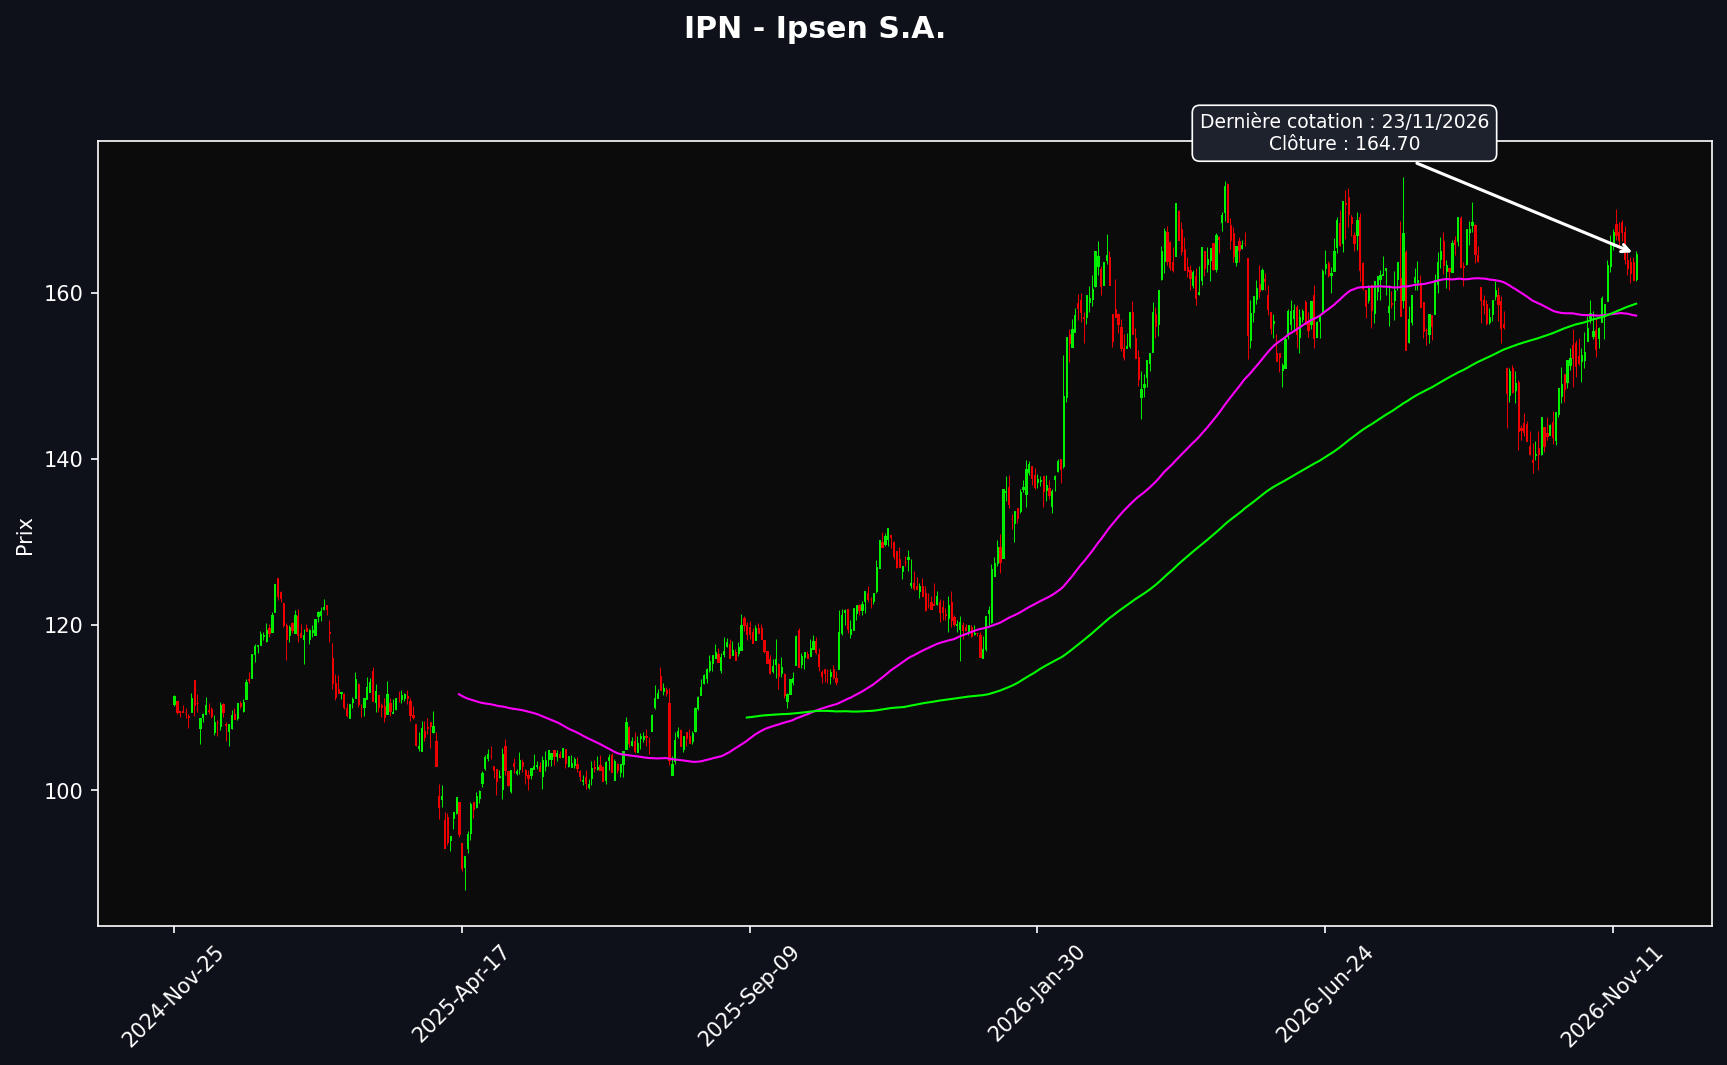 IPN - Ipsen S.A.
Dernière cotation : 23/11/2026
Clôture : 164.70
Prix
160
140
120
100
2024-Nov-25
2025-Apr-17
2025-Sep-09
2026-Jan-30
2026-Jun-24
2026-Nov-11